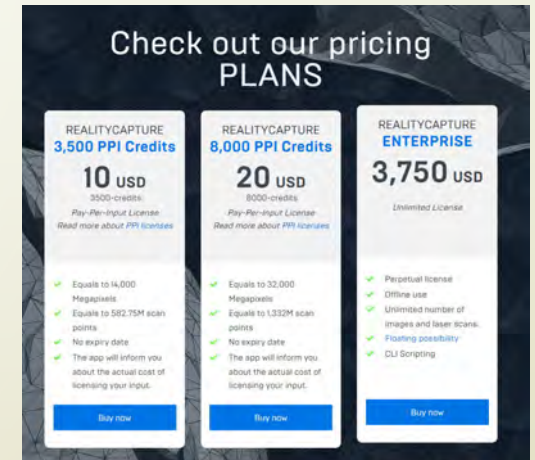 Check out our pricing
PLANS
REALITYCAPTURE
3,500 PPI Credits
10 USD
3500-credits
Pay-Per-Input License
Read more about PPI licenses
Equals to 14,000
Megapixels
Equals to 582.75M scan
points
No expiry date
The app will inform you
about the actual cost of
licensing your input.
Buy now
REALITYCAPTURE
8,000 PPI Credits
20 USD
8000-credits
Pay-Per-Input License
Read more about PPI licenses
Equals to 32,000
Megapixels
Equals to 1,332M scan
points
No expiry date
The app will inform you
about the actual cost of
licensing your input.
Buy now
REALITYCAPTURE
ENTERPRISE
3,750 USD
Unlimited License
Perpetual license
Offline use
Unlimited number of
images and laser scans.
Floating possibility
CLI Scripting
Buy now